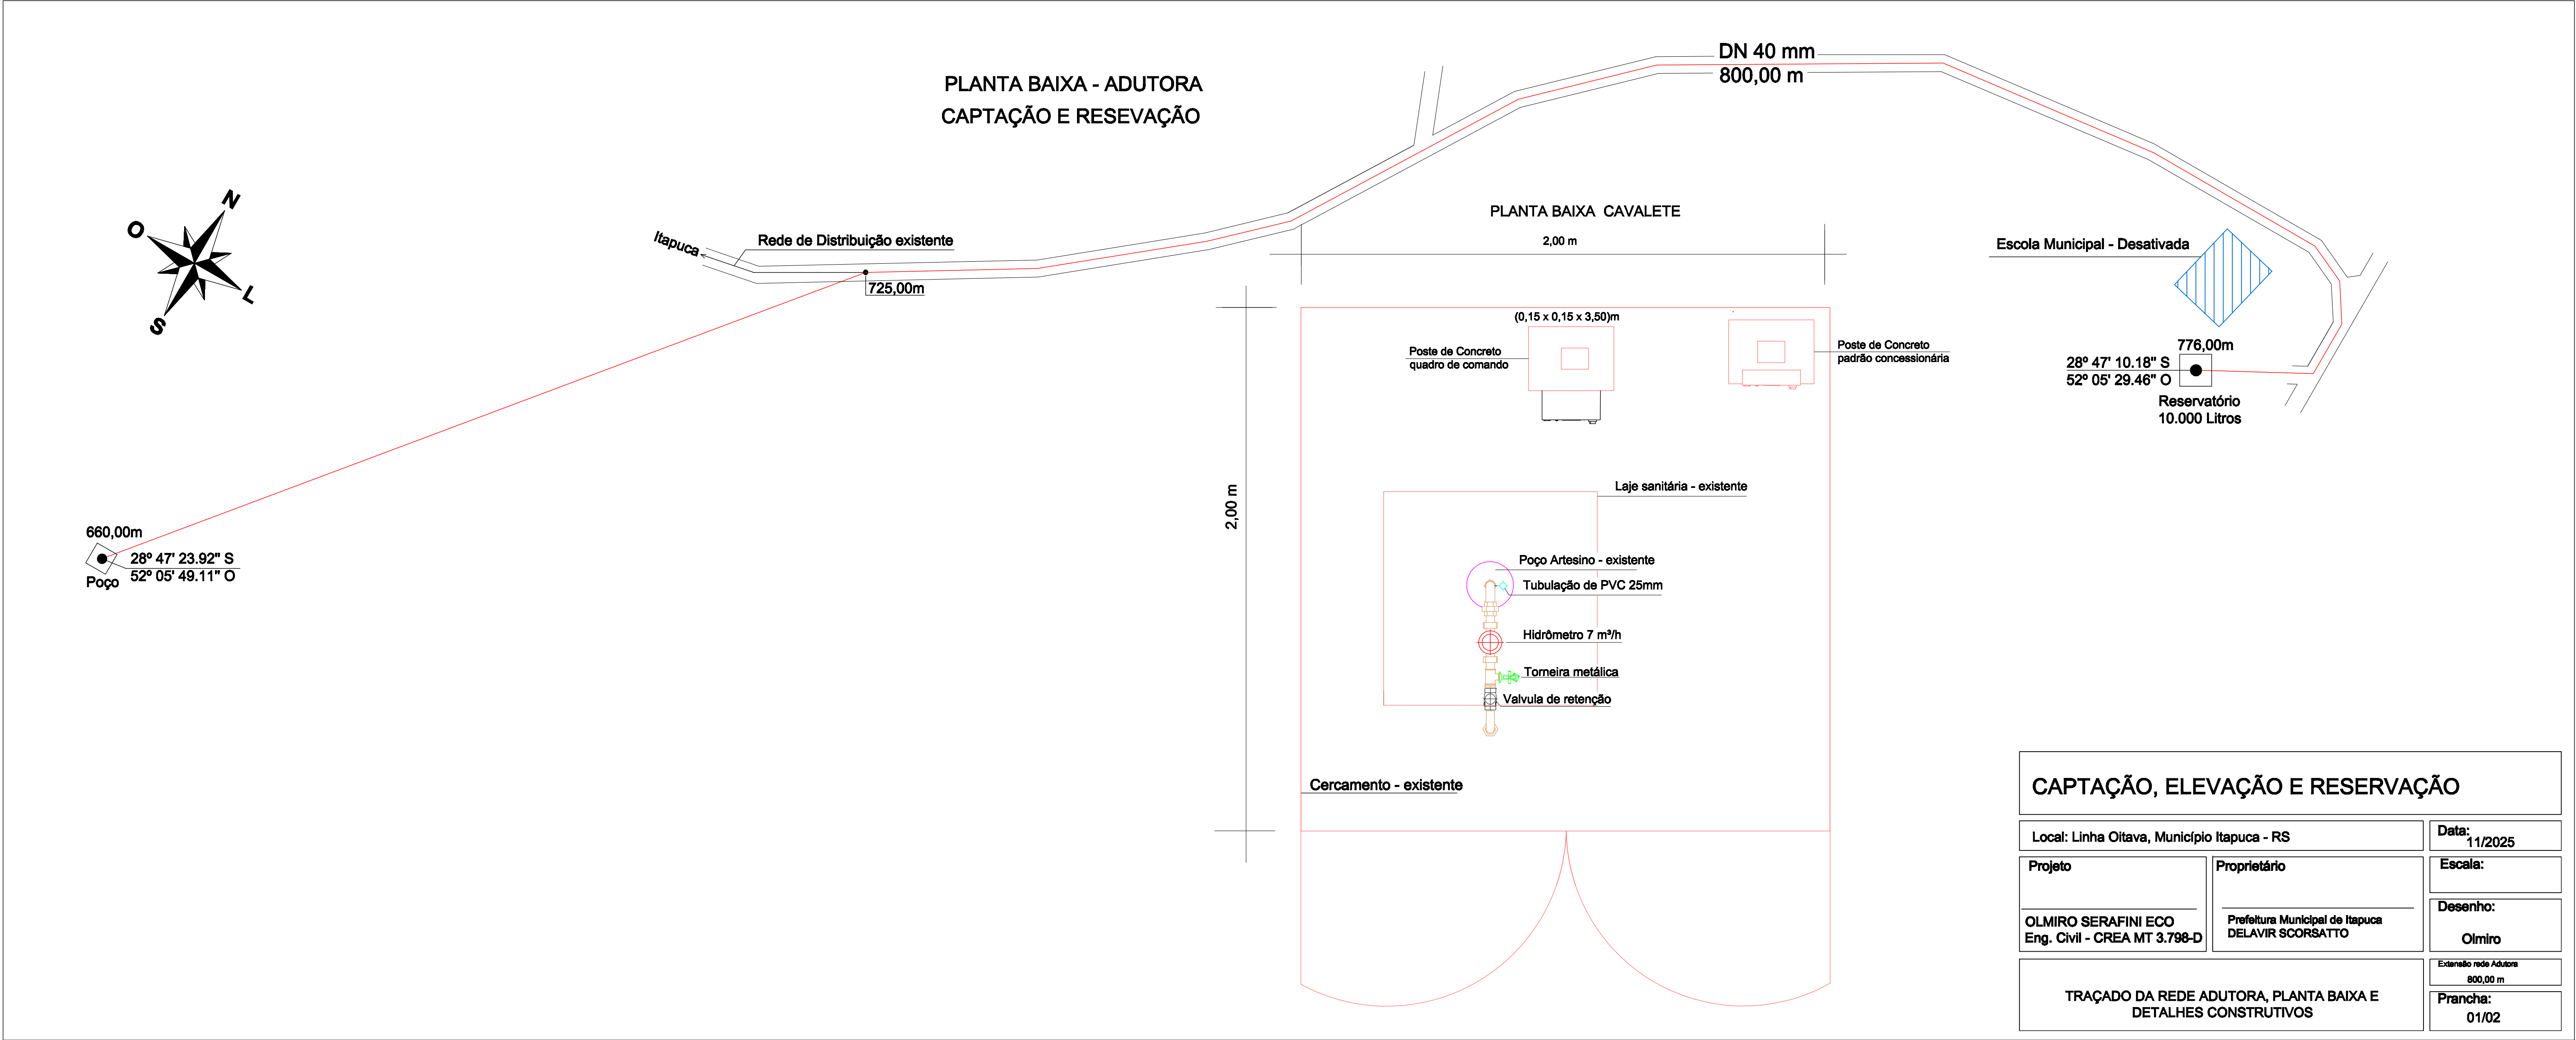 PLANTA BAIXA - ADUTORA
CAPTAÇÃO E RESEVAÇÃO
DN 40 mm
800,00 m
N
O
L
S
Itapuca
Rede de Distribuição existente
725,00m
660,00m
Poço
28º 47' 23.92" S
52º 05' 49.11" O
PLANTA BAIXA CAVALETE
2,00 m
2,00 m
(0,15 x 0,15 x 3,50)m
Poste de Concreto
quadro de comando
Poste de Concreto
padrão concessionária
Laje sanitária - existente
Poço Artesino - existente
Tubulação de PVC 25mm
Hidrômetro 7 m³/h
Torneira metálica
Valvula de retenção
Cercamento - existente
Escola Municipal - Desativada
776,00m
28º 47' 10.18" S
52º 05' 29.46" O
Reservatório
10.000 Litros
CAPTAÇÃO, ELEVAÇÃO E RESERVAÇÃO
Local: Linha Oitava, Município Itapuca - RS
Data:
11/2025
Projeto
OLMIRO SERAFINI ECO
Eng. Civil - CREA MT 3.798-D
Proprietário
Prefeitura Municipal de Itapuca
DELAVIR SCORSATTO
Escala:
Desenho:
Olmiro
TRAÇADO DA REDE ADUTORA, PLANTA BAIXA E
DETALHES CONSTRUTIVOS
Extensão rede Adutora
800,00 m
Prancha:
01/02